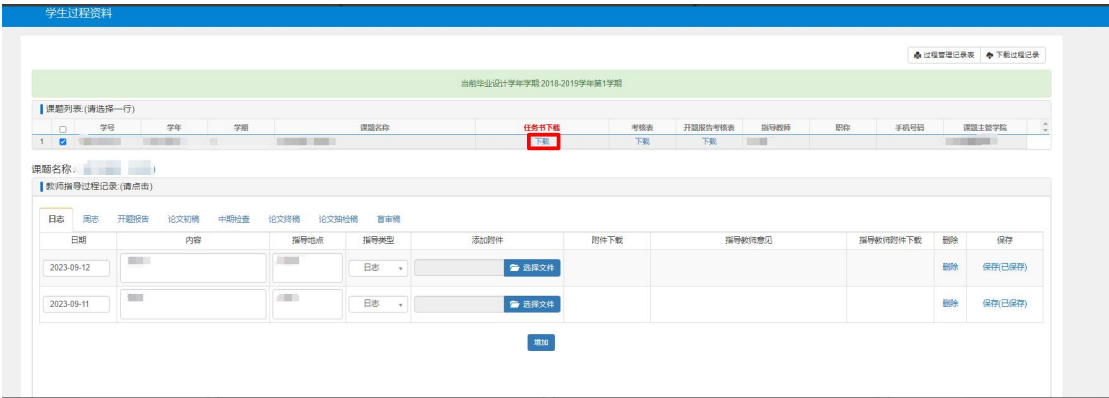 学生过程资料
过程管理记录表 下载过程记录
当前毕业设计学年学期:2018-2019学年第1学期
课题列表:(请选择一行)
学号 学年 学期 课题名称 任务书下载 考核表 开题报告考核表 指导教师 职称 手机号码 课题主管学院
1 下载 下载 下载
课题名称:
教师指导过程记录:(请点击)
日志 周志 开题报告 论文初稿 中期检查 论文终稿 论文抽检稿 盲审稿
日期 内容 指导地点 指导类型 添加附件 附件下载 指导教师意见 指导教师附件下载 删除 保存
2023-09-12 日志 选择文件 删除 保存(已保存)
2023-09-11 日志 选择文件 删除 保存(已保存)
增加